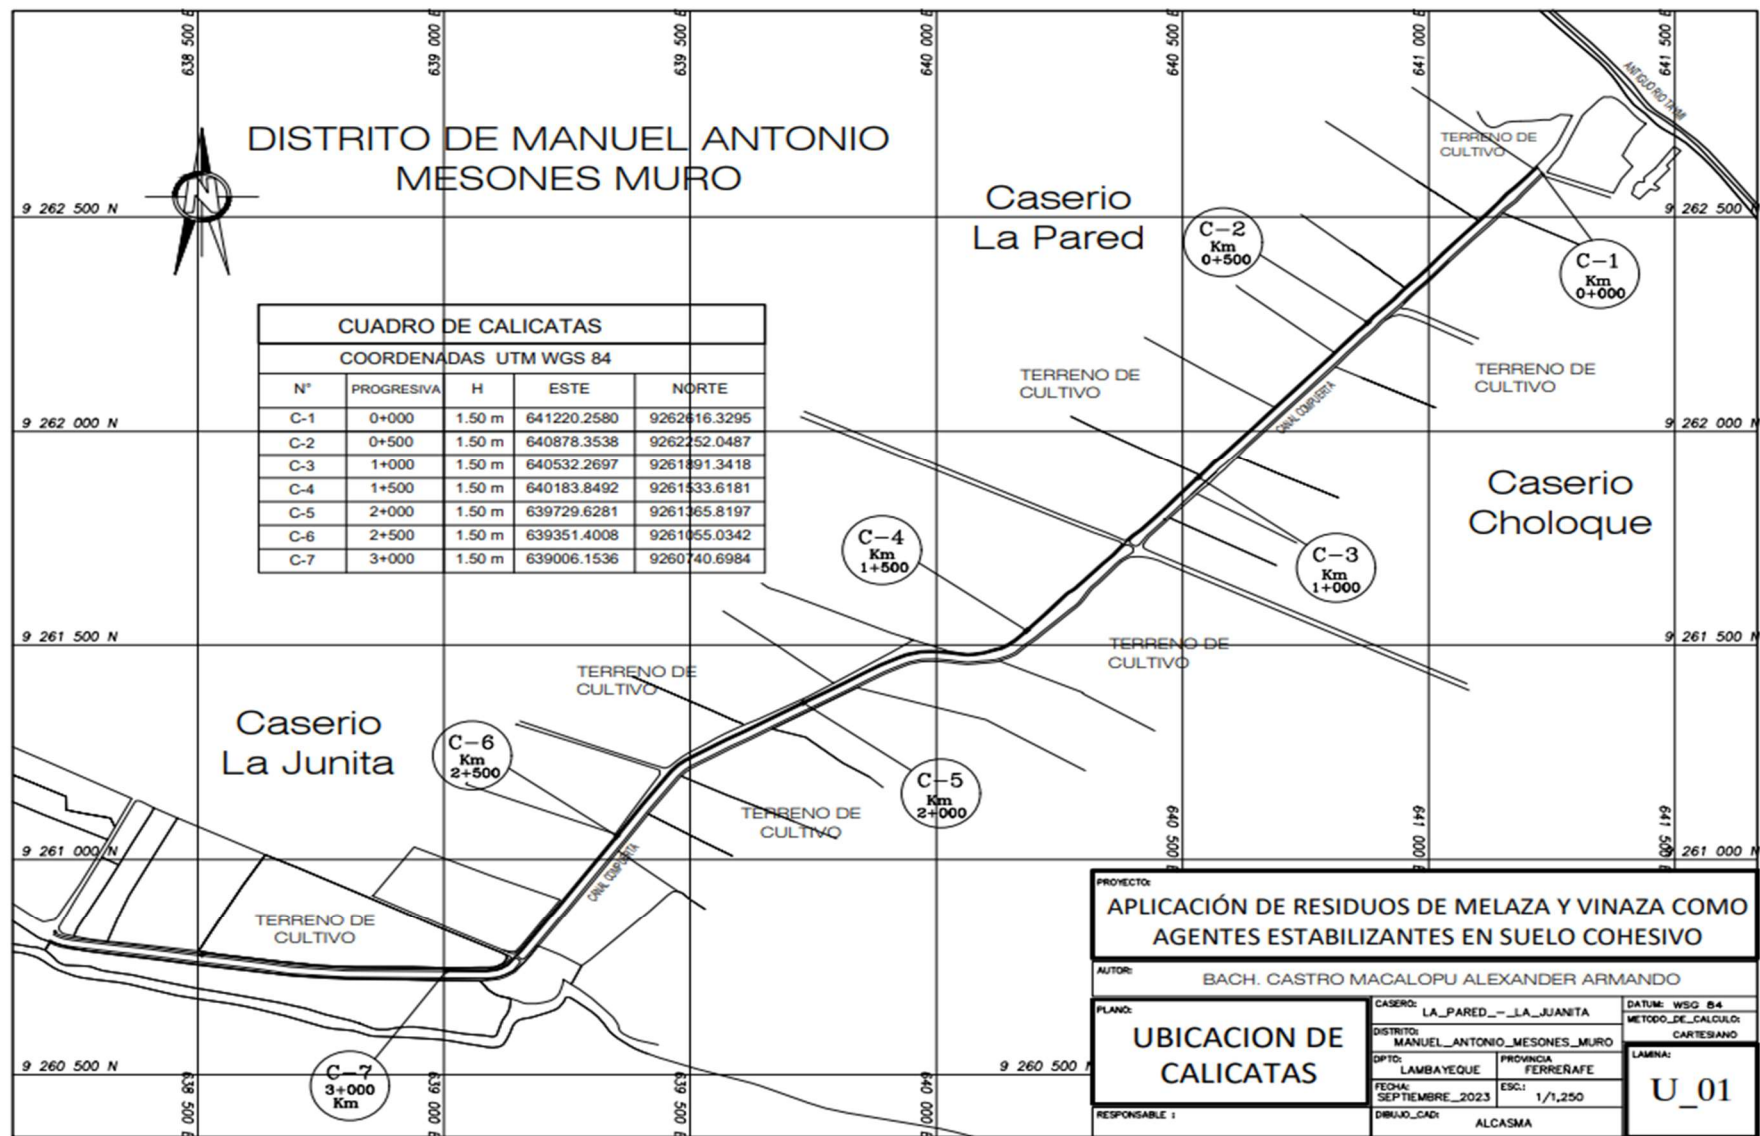 638 500 E
639 000 E
639 500 E
640 000 E
640 500 E
641 000 E
641 500 E
ANTIGUO RIO TAYMI
DISTRITO DE MANUEL ANTONIO
MESONES MURO
N
TERRENO DE
CULTIVO
Caserio
La Pared
9 262 500 N
9 262 500 N
C-2
Km
0+500
C-1
Km
0+000
CUADRO DE CALICATAS
COORDENADAS UTM WGS 84
N° PROGRESIVA H ESTE NORTE
C-1 0+000 1.50 m 641220.2580 9262616.3295
C-2 0+500 1.50 m 640878.3538 9262252.0487
C-3 1+000 1.50 m 640532.2697 9261891.3418
C-4 1+500 1.50 m 640183.8492 9261533.6181
C-5 2+000 1.50 m 639729.6281 9261365.8197
C-6 2+500 1.50 m 639351.4008 9261055.0342
C-7 3+000 1.50 m 639006.1536 9260740.6984
TERRENO DE
CULTIVO
TERRENO DE
CULTIVO
CANAL COMPUERTA
9 262 000 N
9 262 000 N
Caserio
Choloque
C-4
Km
1+500
C-3
Km
1+000
9 261 500 N
9 261 500 N
TERRENO DE
CULTIVO
TERRENO DE
CULTIVO
Caserio
La Junita
C-6
Km
2+500
C-5
Km
2+000
TERRENO DE
CULTIVO
640 500 E
641 000 E
641 500 E
9 261 000 N
9 261 000 N
CANAL COMPUERTA
TERRENO DE
CULTIVO
C-7
3+000
Km
9 260 500 N
9 260 500 N
638 500 E
639 000 E
639 500 E
640 000 E
PROYECTO:
APLICACIÓN DE RESIDUOS DE MELAZA Y VINAZA COMO
AGENTES ESTABILIZANTES EN SUELO COHESIVO
AUTOR:
BACH. CASTRO MACALOPU ALEXANDER ARMANDO
PLANO:
UBICACION DE
CALICATAS
RESPONSABLE :
CASERO:
LA_PARED_-_LA_JUANITA
DISTRITO:
MANUEL_ANTONIO_MESONES_MURO
DPTO:
LAMBAYEQUE
PROVINCIA
FERREÑAFE
FECHA:
SEPTIEMBRE_2023
ESC.:
1/1,250
DIBUJO_CAD:
ALCASMA
DATUM: WSG 84
METODO_DE_CALCULO:
CARTESIANO
LAMINA:
U_01